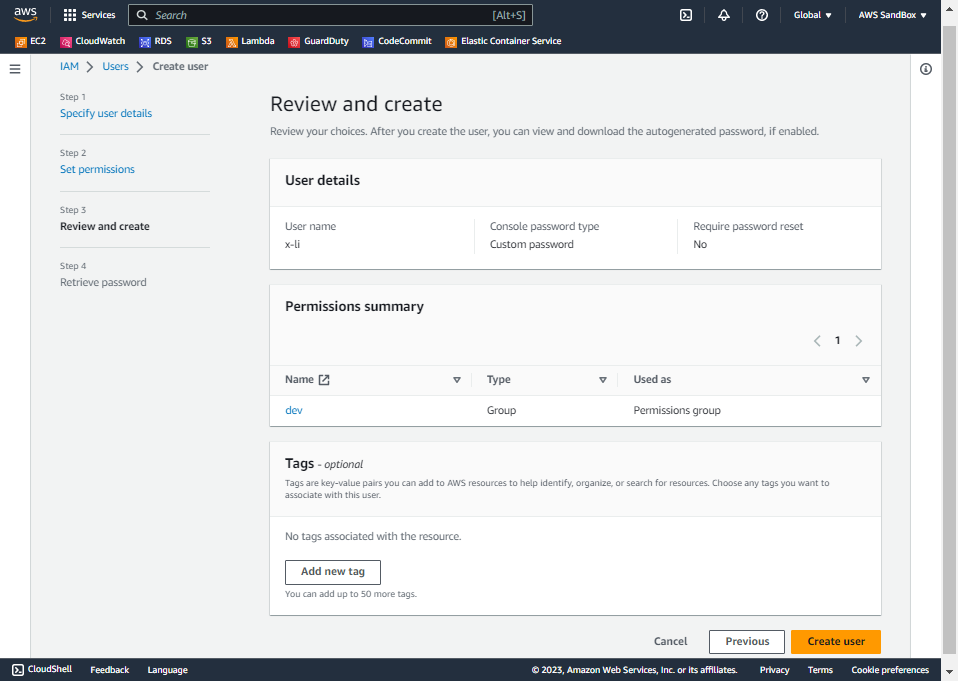 aws
Services
Search
[Alt+S]
Global ▼
AWS SandBox ▼
EC2
CloudWatch
RDS
S3
Lambda
GuardDuty
CodeCommit
Elastic Container Service
IAM > Users > Create user
Step 1
Specify user details
Step 2
Set permissions
Step 3
Review and create
Step 4
Retrieve password
Review and create
Review your choices. After you create the user, you can view and download the autogenerated password, if enabled.
User details
User name
x-li
Console password type
Custom password
Require password reset
No
Permissions summary
1
Name
Type
Used as
dev
Group
Permissions group
Tags - optional
Tags are key-value pairs you can add to AWS resources to help identify, organize, or search for resources. Choose any tags you want to
associate with this user.
No tags associated with the resource.
Add new tag
You can add up to 50 more tags.
Cancel
Previous
Create user
CloudShell
Feedback
Language
© 2023, Amazon Web Services, Inc. or its affiliates.
Privacy
Terms
Cookie preferences